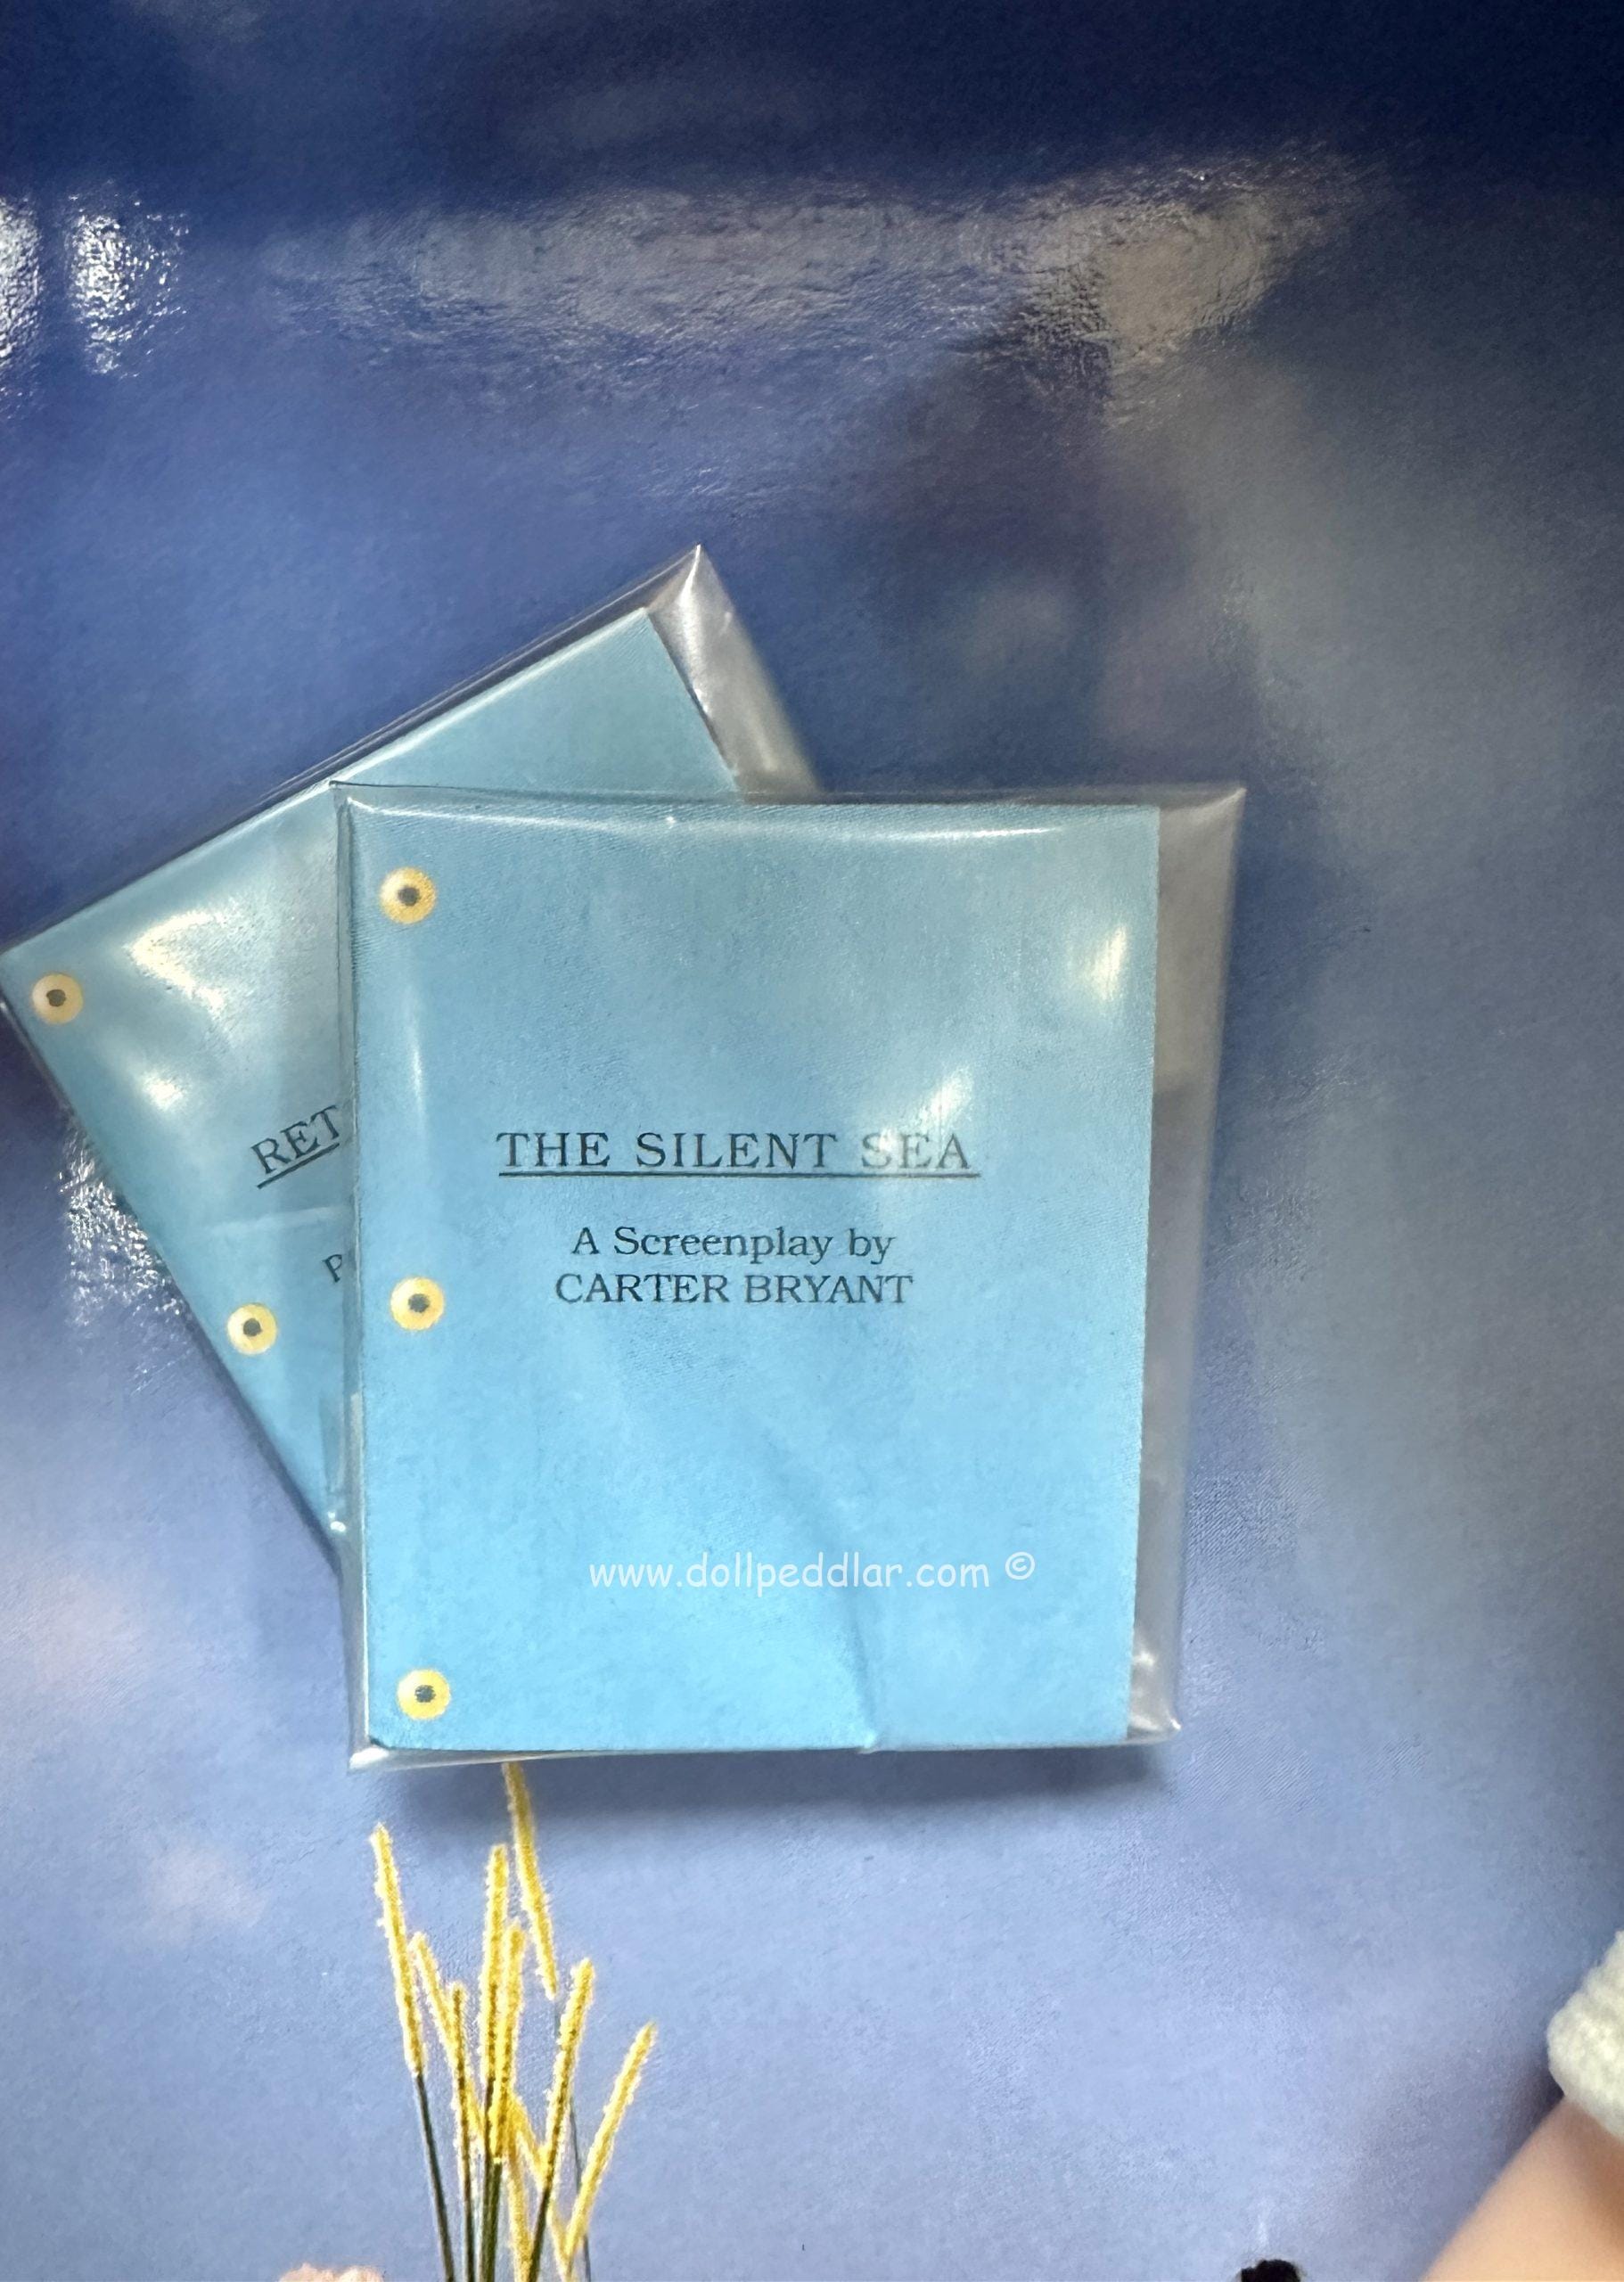 RET
P
THE SILENT SEA
A Screenplay by
CARTER BRYANT
www.dollpeddlar.com ©